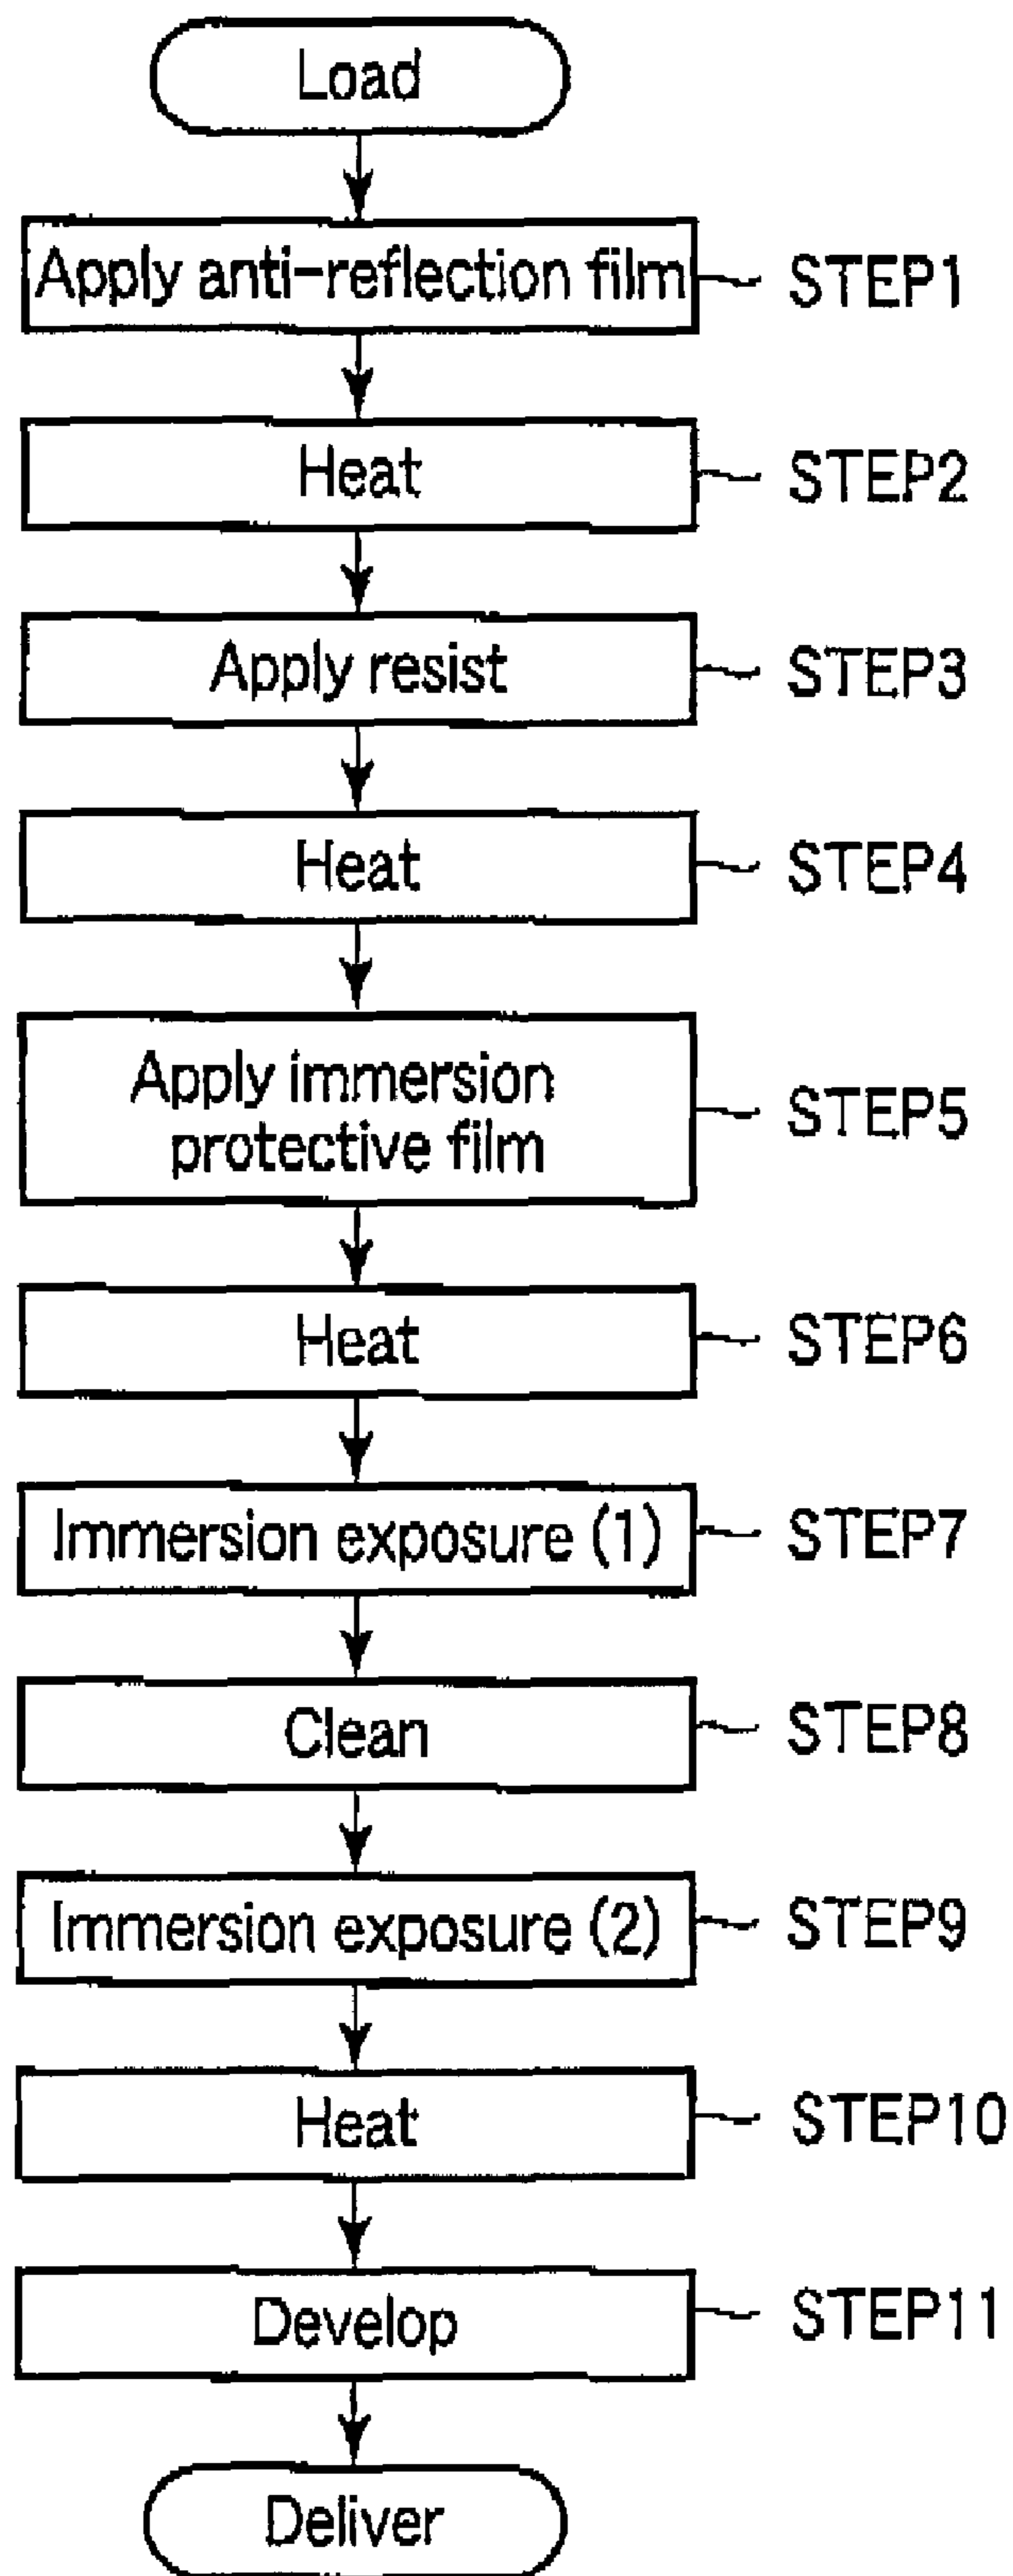 Load
Apply anti-reflection film STEP1
Heat STEP2
Apply resist STEP3
Heat STEP4
Apply immersion
protective film STEP5
Heat STEP6
Immersion exposure (1) STEP7
Clean STEP8
Immersion exposure (2) STEP9
Heat STEP10
Develop STEP11
Deliver